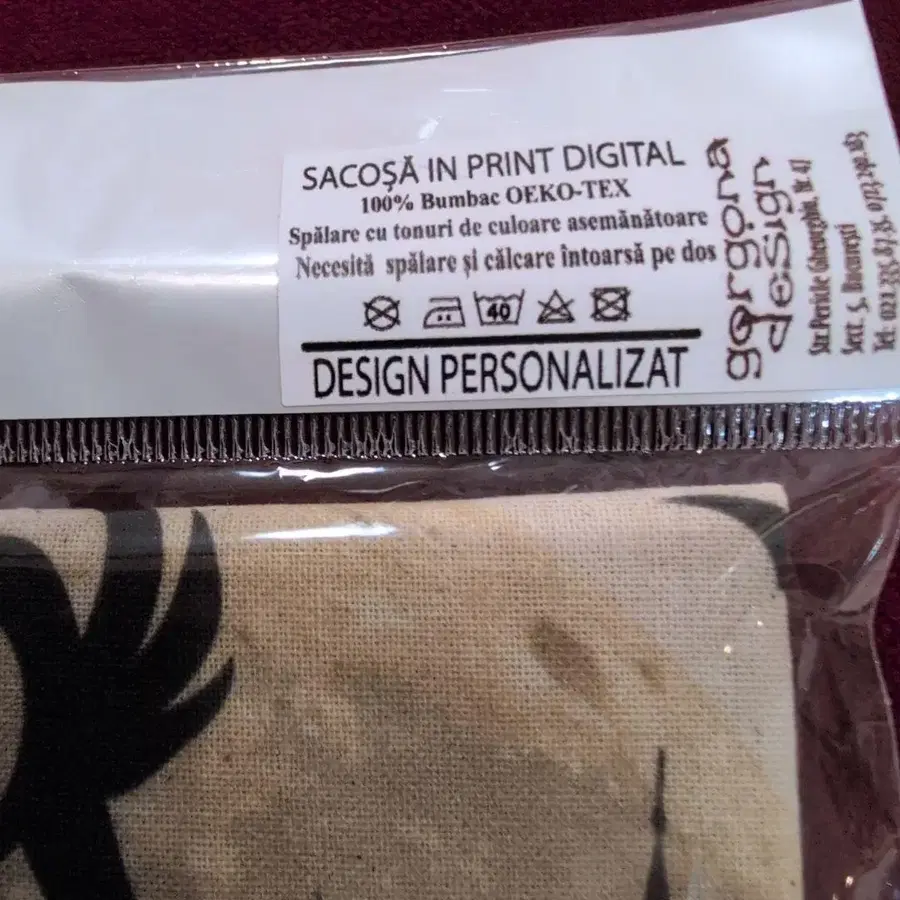 SACOȘĂ IN PRINT DIGITAL
100% Bumbac OEKO-TEX
Spălare cu tonuri de culoare asemănătoare
Necesită spălare și călcare întoarsă pe dos
40
DESIGN PERSONALIZAT
gorgona
design
Str. Pericle Gheorghiu, Nr. 47
Sect. 5, București
Tel: